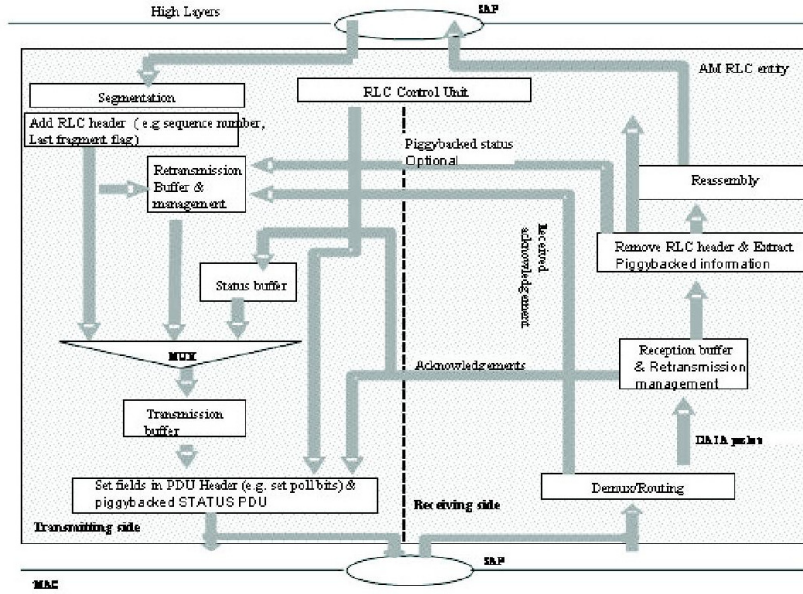 High Layers
SAP
AM RLC entity
Segmentation
RLC Control Unit
Add RLC header ( e.g sequence number,
Last fragment flag)
Piggybacked status
Optional
Retransmission
Buffer &
management
Reassembly
Received
acknowledgement
Remove RLC header & Extract
Piggybacked information
Status buffer
MUX
Acknowledgements
Reception buffer
& Retransmission
management
Transmission
buffer
DATA
Set fields in PDU Header (e.g. set poll bits) &
piggybacked STATUS PDU
Demux/Routing
Transmitting side
Receiving side
SAP
MAC